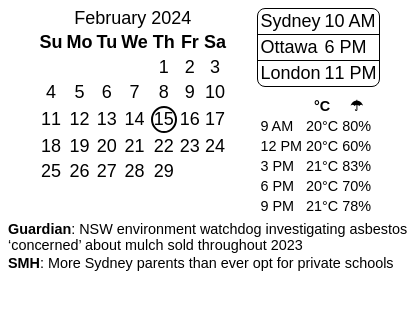 February 2024
Su Mo Tu We Th Fr Sa
1 2 3
4 5 6 7 8 9 10
11 12 13 14 15 16 17
18 19 20 21 22 23 24
25 26 27 28 29
Sydney 10 AM
Ottawa 6 PM
London 11 PM
°C ☂
9 AM 20°C 80%
12 PM 20°C 60%
3 PM 21°C 83%
6 PM 20°C 70%
9 PM 21°C 78%
Guardian: NSW environment watchdog investigating asbestos
‘concerned’ about mulch sold throughout 2023
SMH: More Sydney parents than ever opt for private schools